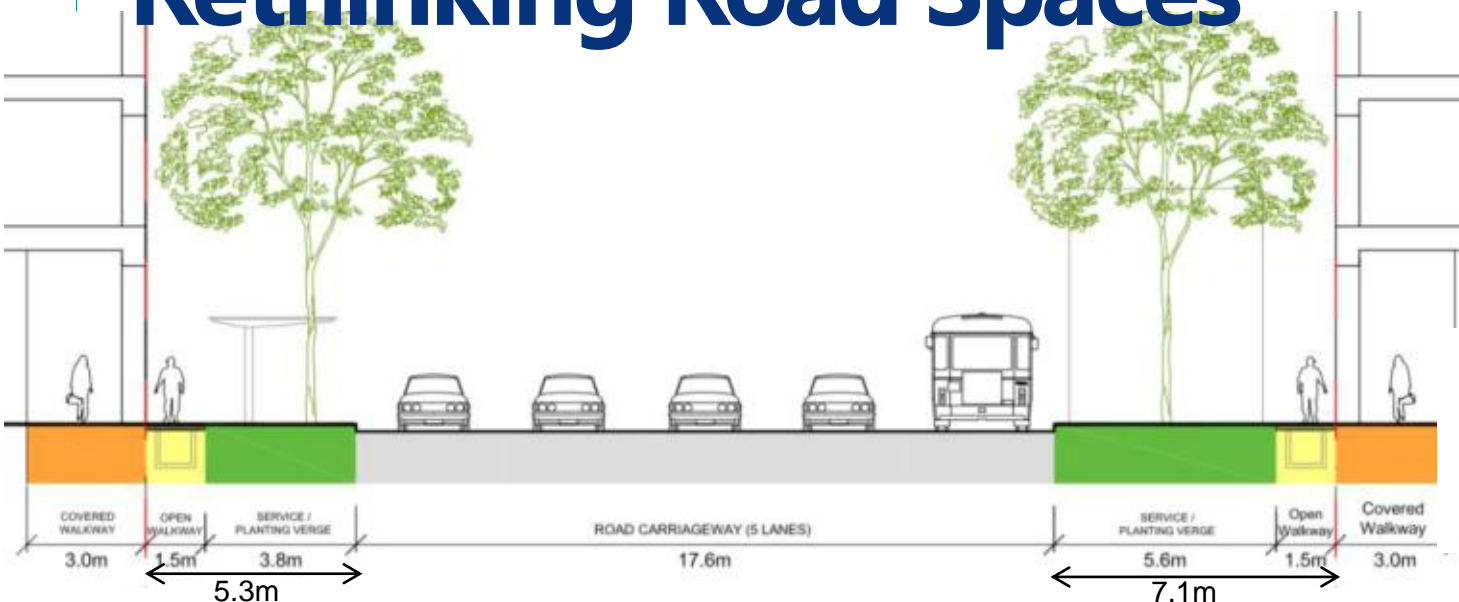 Rethinking Road Spaces
COVERED
WALKWAY
3.0m
OPEN
WALKWAY
1.5m
SERVICE /
PLANTING VERGE
3.8m
5.3m
ROAD CARRIAGEWAY (5 LANES)
17.6m
SERVICE /
PLANTING VERGE
5.6m
Open
Walkway
1.5m
7.1m
Covered
Walkway
3.0m